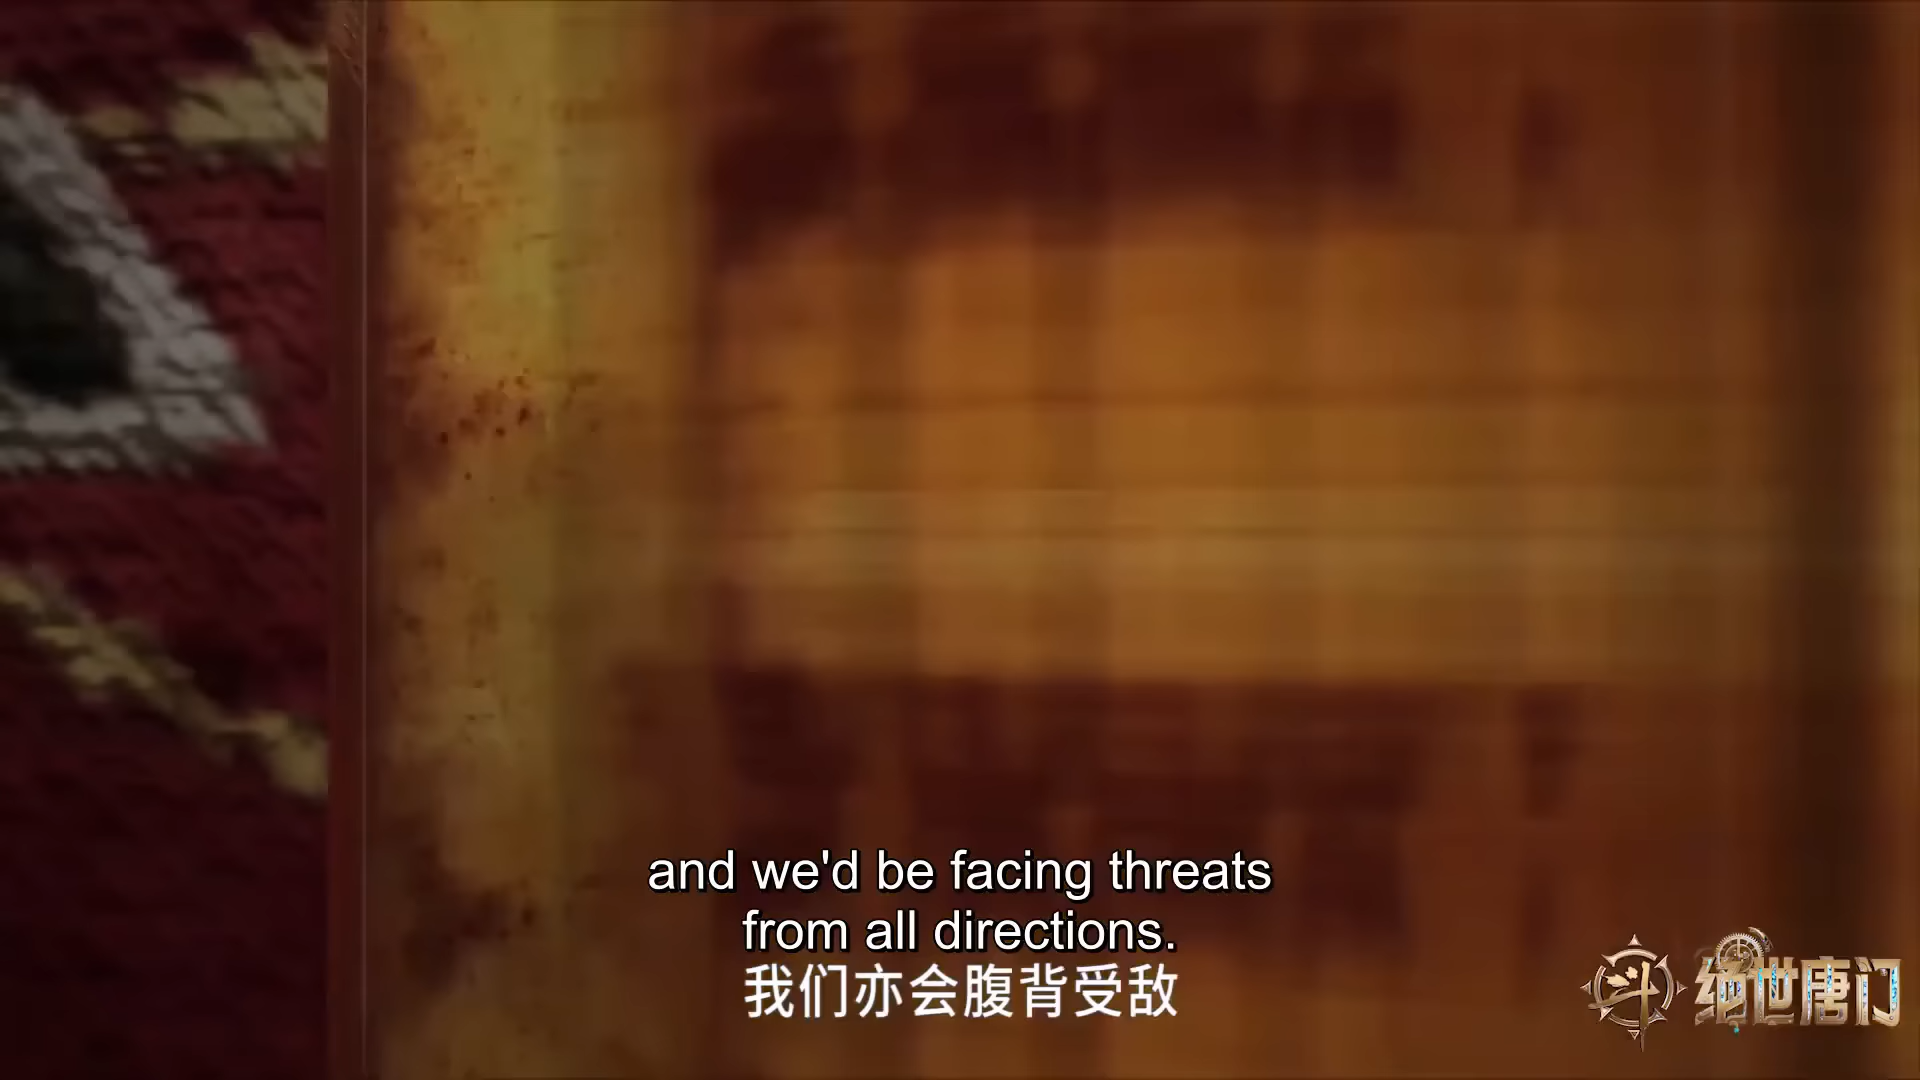 and we'd be facing threats
from all directions.
我们亦会腹背受敌
斗 绝世唐门